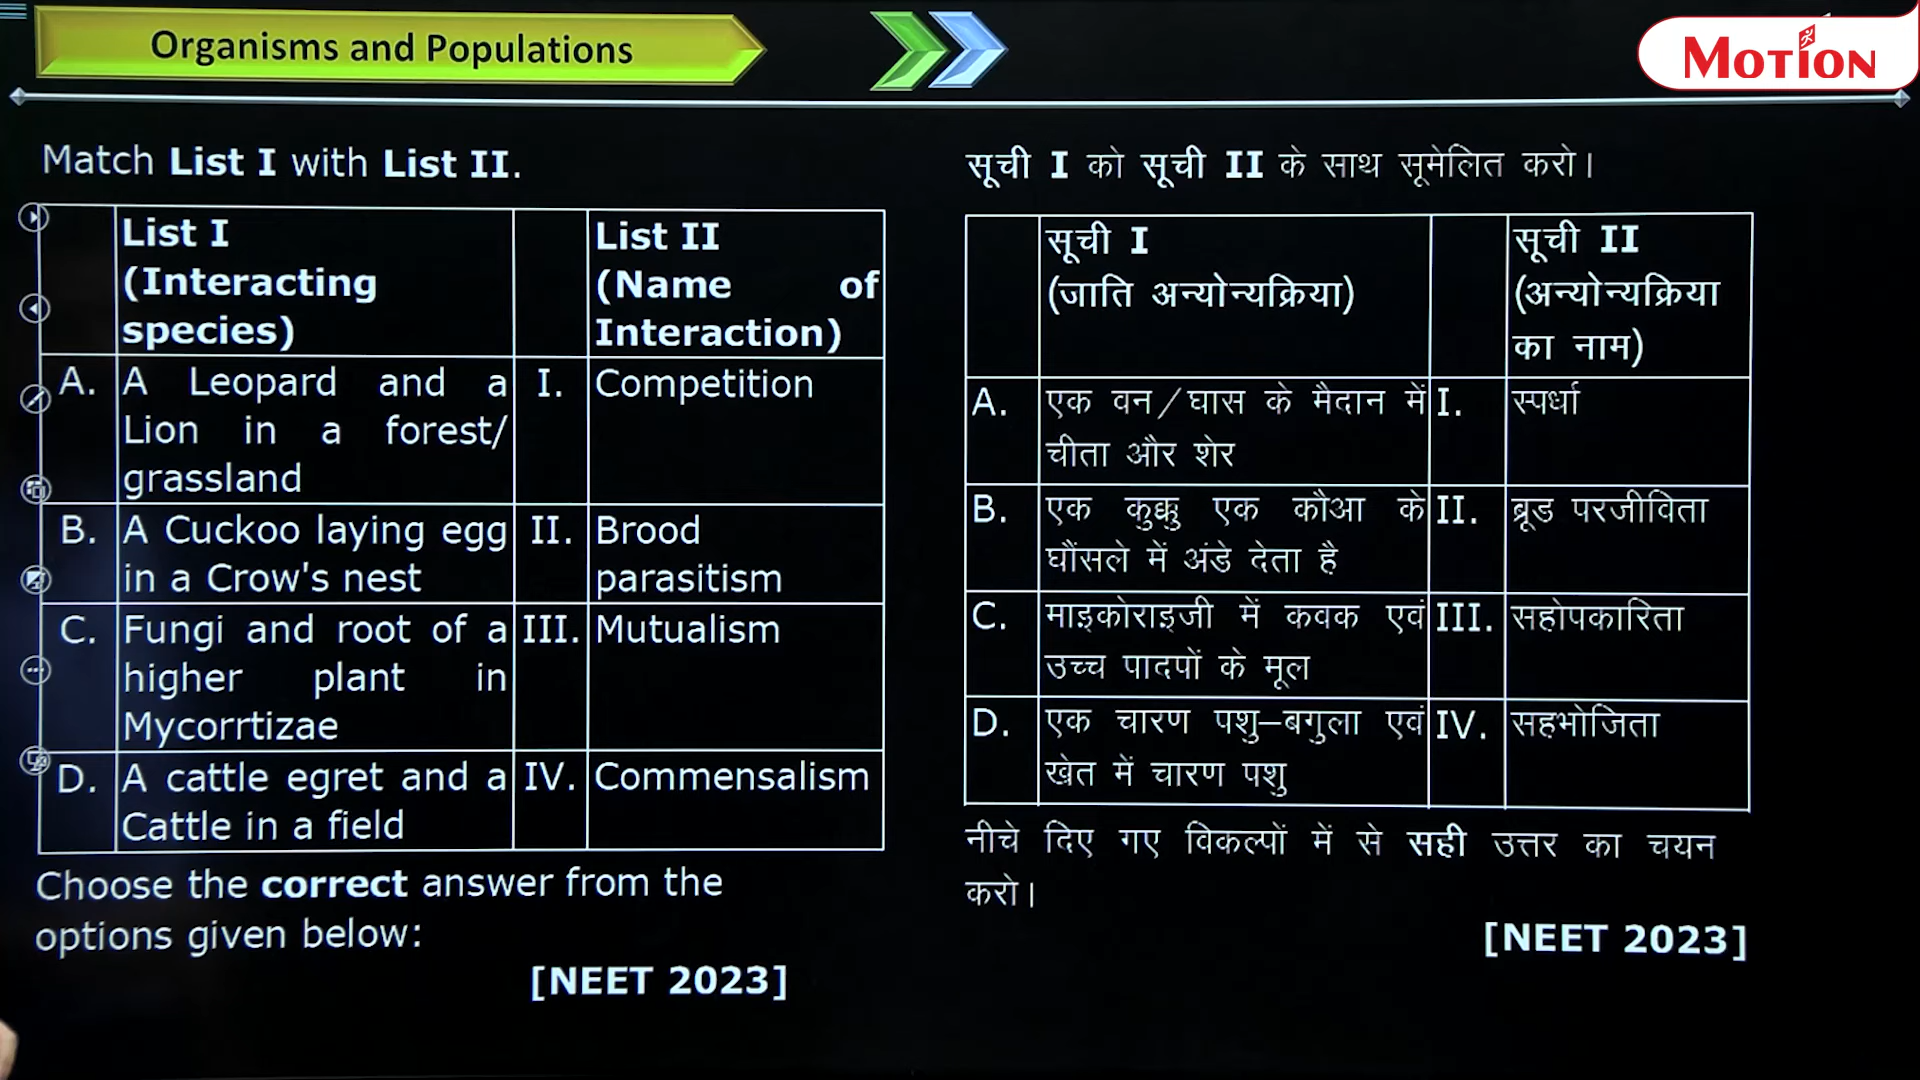 Organisms and Populations
MOTION
Match List I with List II.
List I
(Interacting
species)
List II
(Name of
Interaction)
A. A Leopard and a I. Competition
Lion in a forest/
grassland
B. A Cuckoo laying egg II. Brood
in a Crow's nest parasitism
C. Fungi and root of a III. Mutualism
higher plant in
Mycorrtizae
D. A cattle egret and a IV. Commensalism
Cattle in a field
Choose the correct answer from the
options given below:
[NEET 2023]
सूची I को सूची II के साथ सूमेलित करो।
सूची I
(जाति अन्योन्यक्रिया)
सूची II
(अन्योन्यक्रिया
का नाम)
A. एक वन/घास के मैदान में I. स्पर्धा
चीता और शेर
B. एक कुक्कु एक कौआ के II. ब्रूड परजीविता
घौंसले में अंडे देता है
C. माइकोराइजी में कवक एवं III. सहोपकारिता
उच्च पादपों के मूल
D. एक चारण पशु–बगुला एवं IV. सहभोजिता
खेत में चारण पशु
नीचे दिए गए विकल्पों में से सही उत्तर का चयन
करो।
[NEET 2023]